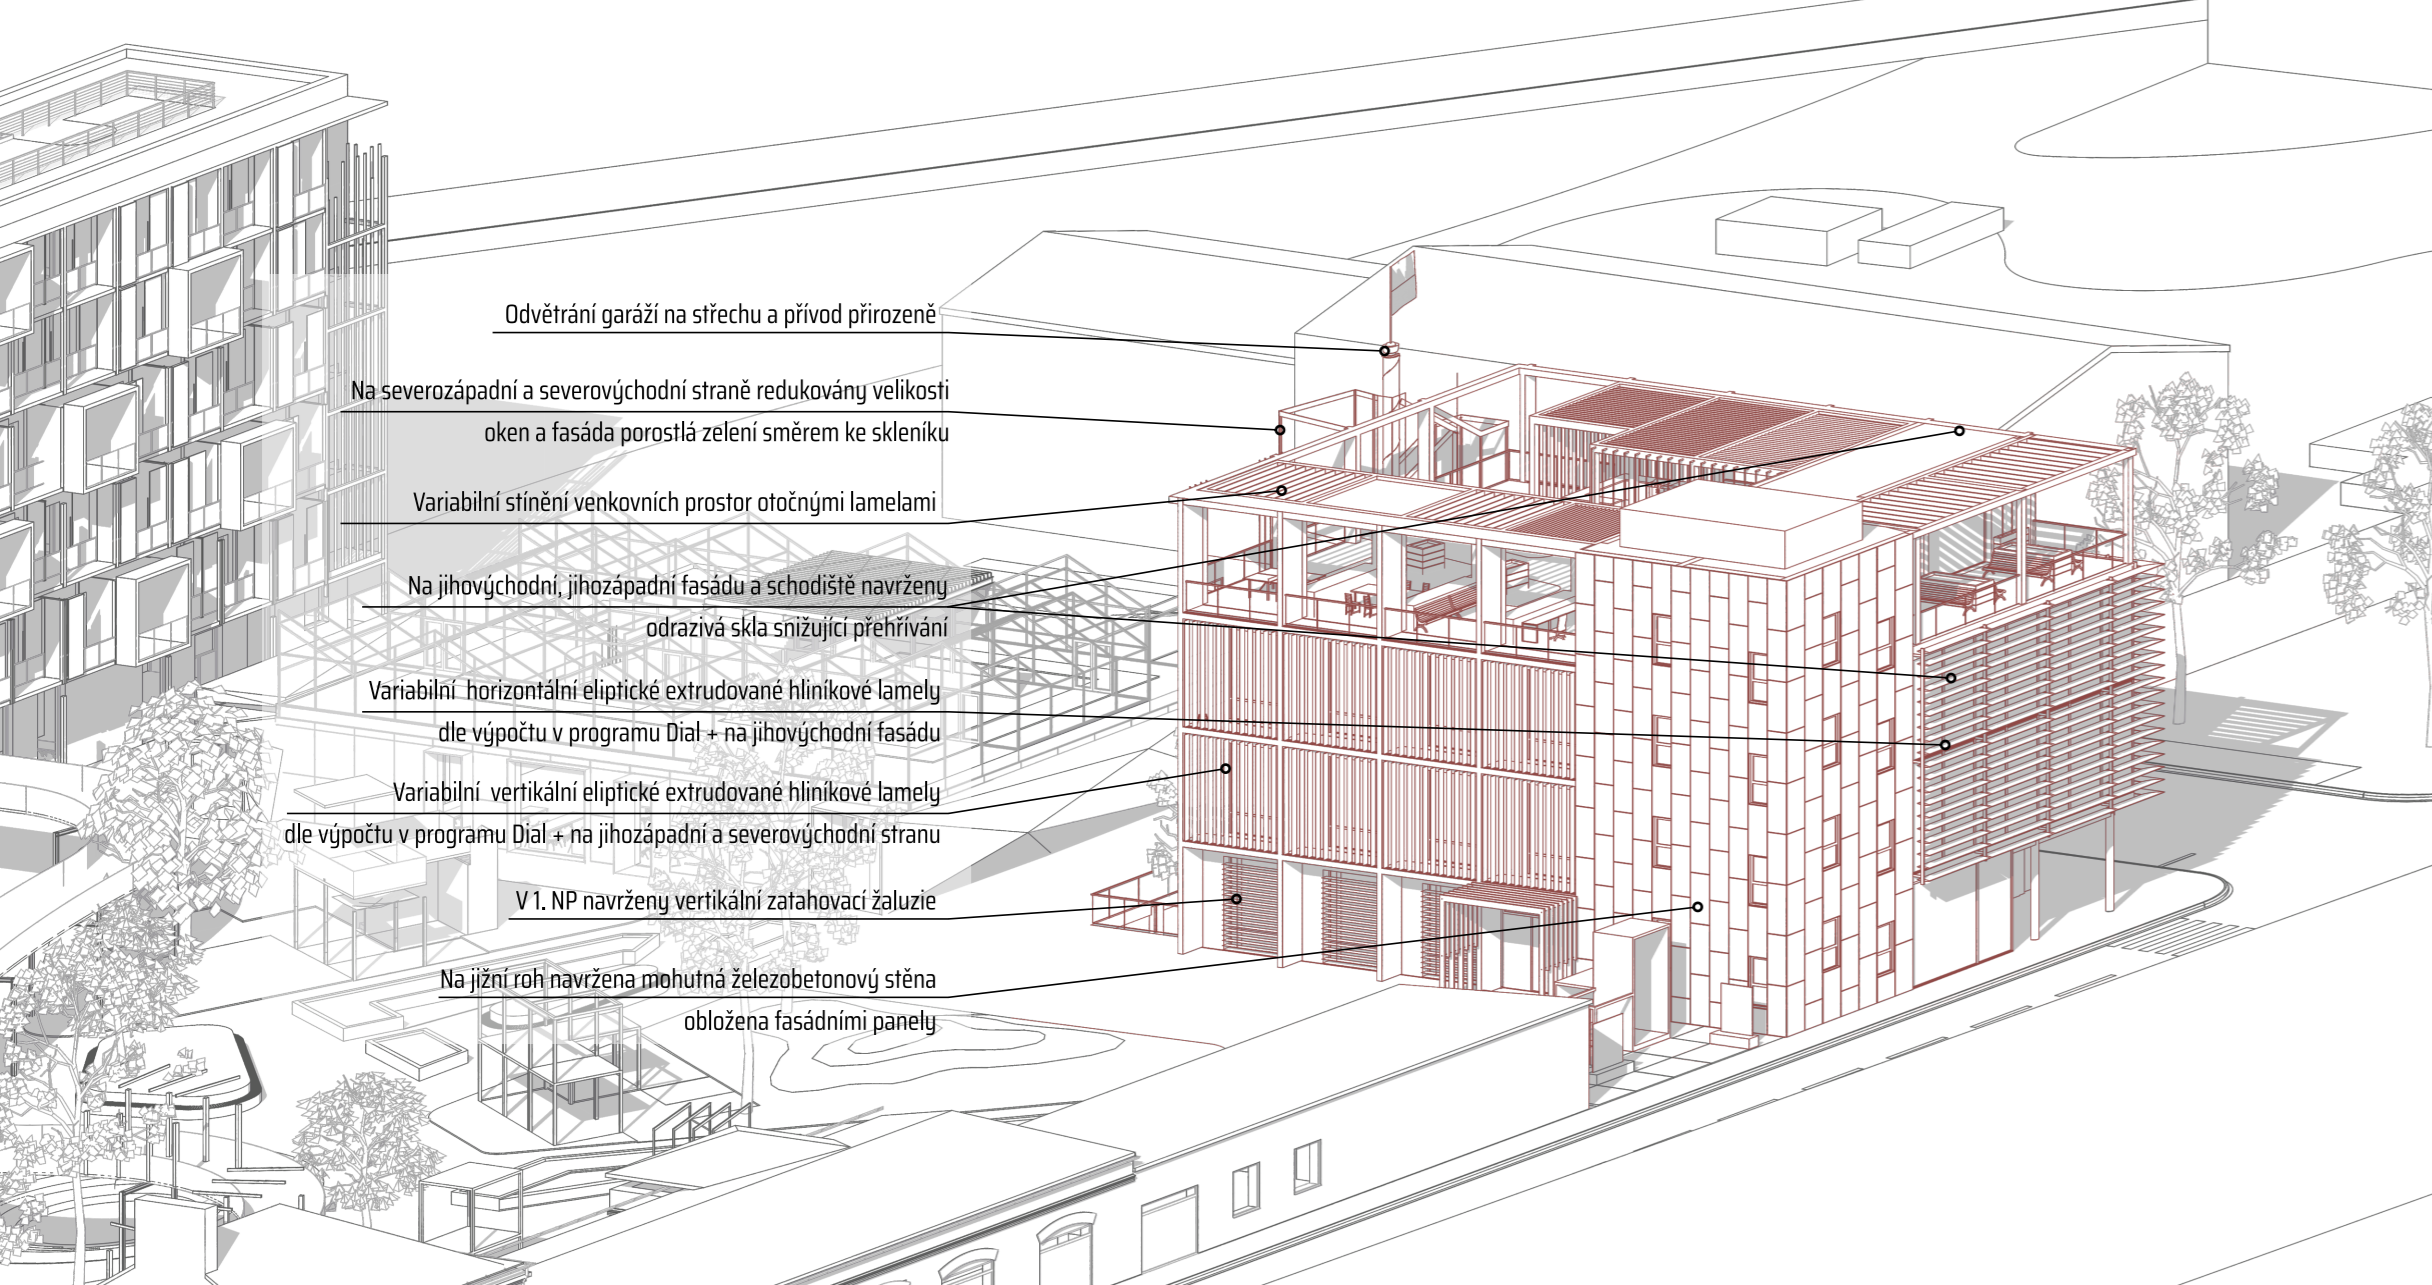 Odvětrání garáží na střechu a přívod přirozeně
Na severozápadní a severovýchodní straně redukovány velikosti
oken a fasáda porostlá zelení směrem ke skleníku
Variabilní stínění venkovních prostor otočnými lamelami
Na jihovýchodní, jihozápadní fasádu a schodiště navrženy
odrazivá skla snižující přehřívání
Variabilní  horizontální eliptické extrudované hliníkové lamely
dle výpočtu v programu Dial + na jihovýchodní fasádu
Variabilní  vertikální eliptické extrudované hliníkové lamely
dle výpočtu v programu Dial + na jihozápadní a severovýchodní stranu
V 1. NP navrženy vertikální zatahovací žaluzie
Na jižní roh navržena mohutná železobetonový stěna
obložena fasádními panely